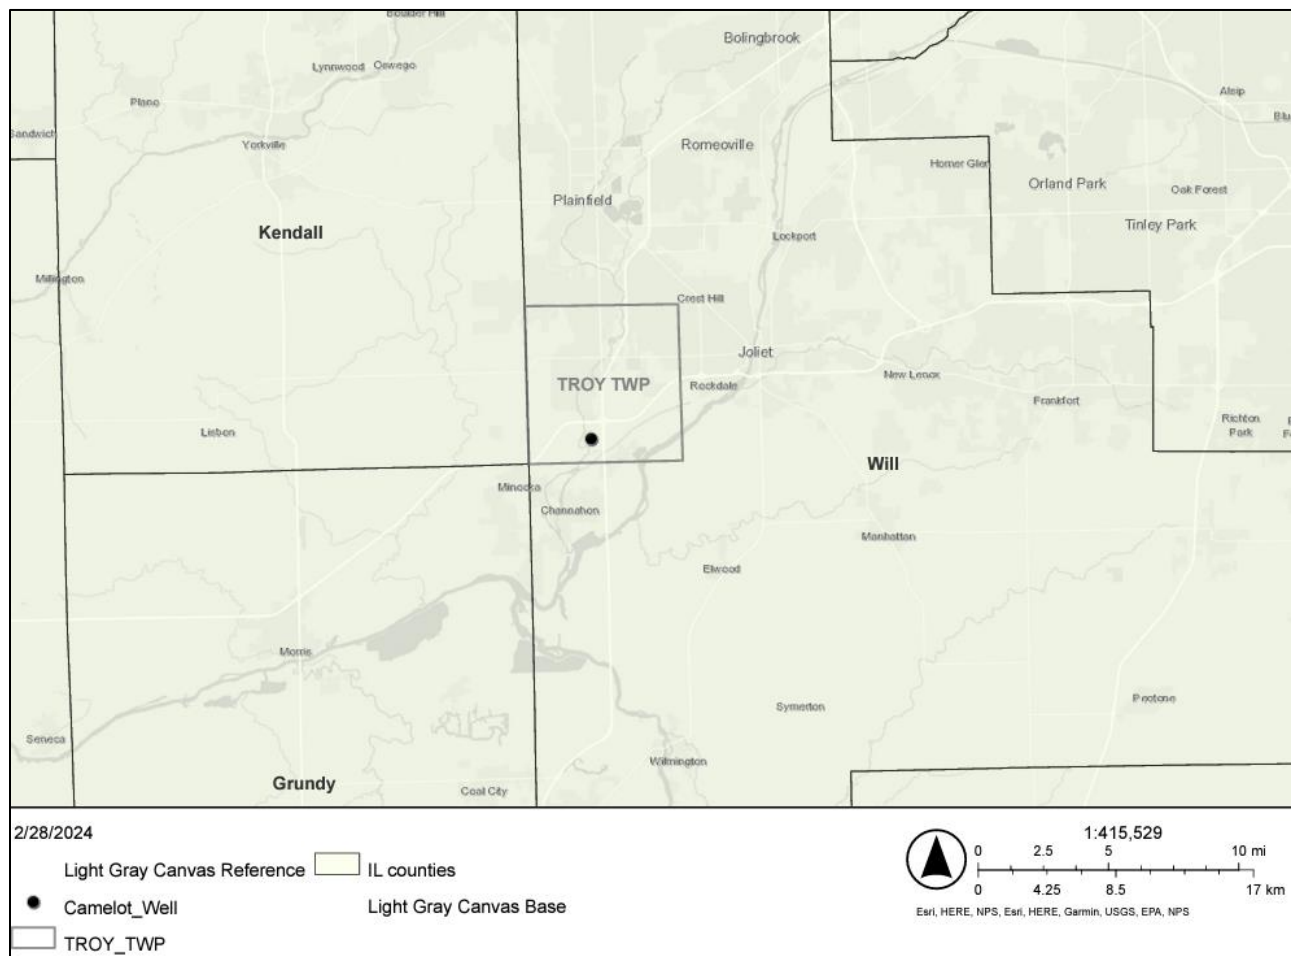 Boulder Hill
Bolingbrook
Lynnwood
Oswego
Alsip
Plano
Sandwich
Yorkville
Romeoville
Homer Glen
Orland Park
Oak Forest
Plainfield
Tinley Park
Kendall
Lockport
Millington
Crest Hill
Joliet
TROY TWP
Rockdale
New Lenox
Frankfort
Lisbon
Richton
Park
Will
Minooka
Channahon
Manhattan
Elwood
Morris
Symerton
Peotone
Seneca
Wilmington
Grundy
Coal City
2/28/2024
Light Gray Canvas Reference
IL counties
Camelot_Well
Light Gray Canvas Base
TROY_TWP
1:415,529
0 2.5 5 10 mi
0 4.25 8.5 17 km
Esri, HERE, NPS, Esri, HERE, Garmin, USGS, EPA, NPS